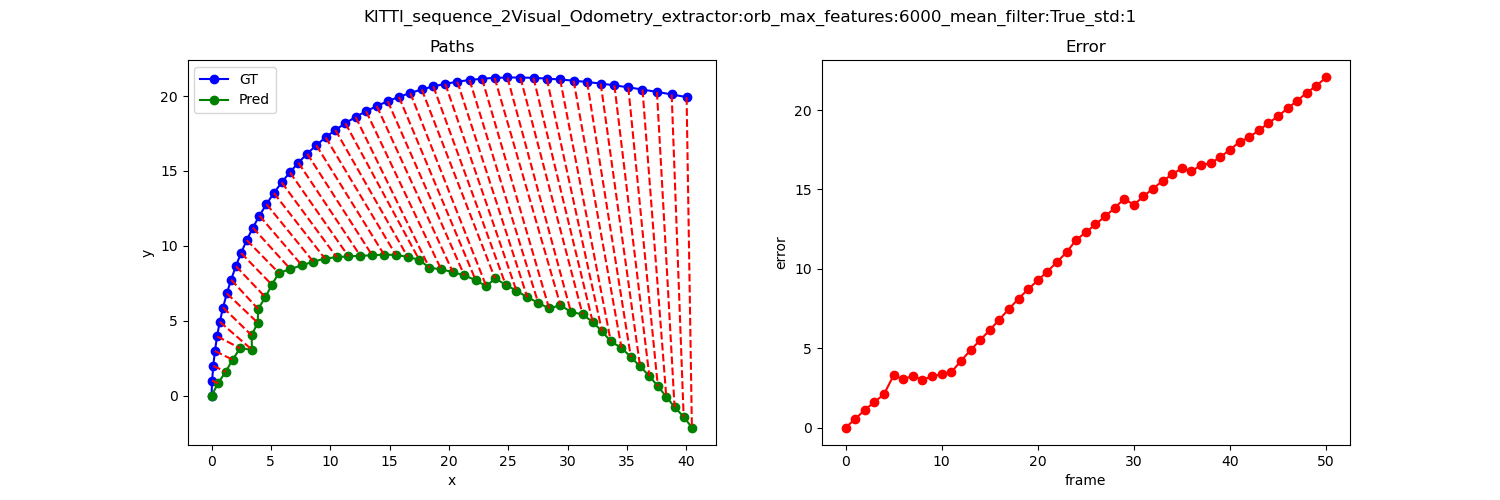 KITTI_sequence_2Visual_Odometry_extractor:orb_max_features:6000_mean_filter:True_std:1
Paths
GT
Pred
20
15
10
5
0
y
0 5 10 15 20 25 30 35 40
x
Error
20
15
10
5
0
error
0 10 20 30 40 50
frame